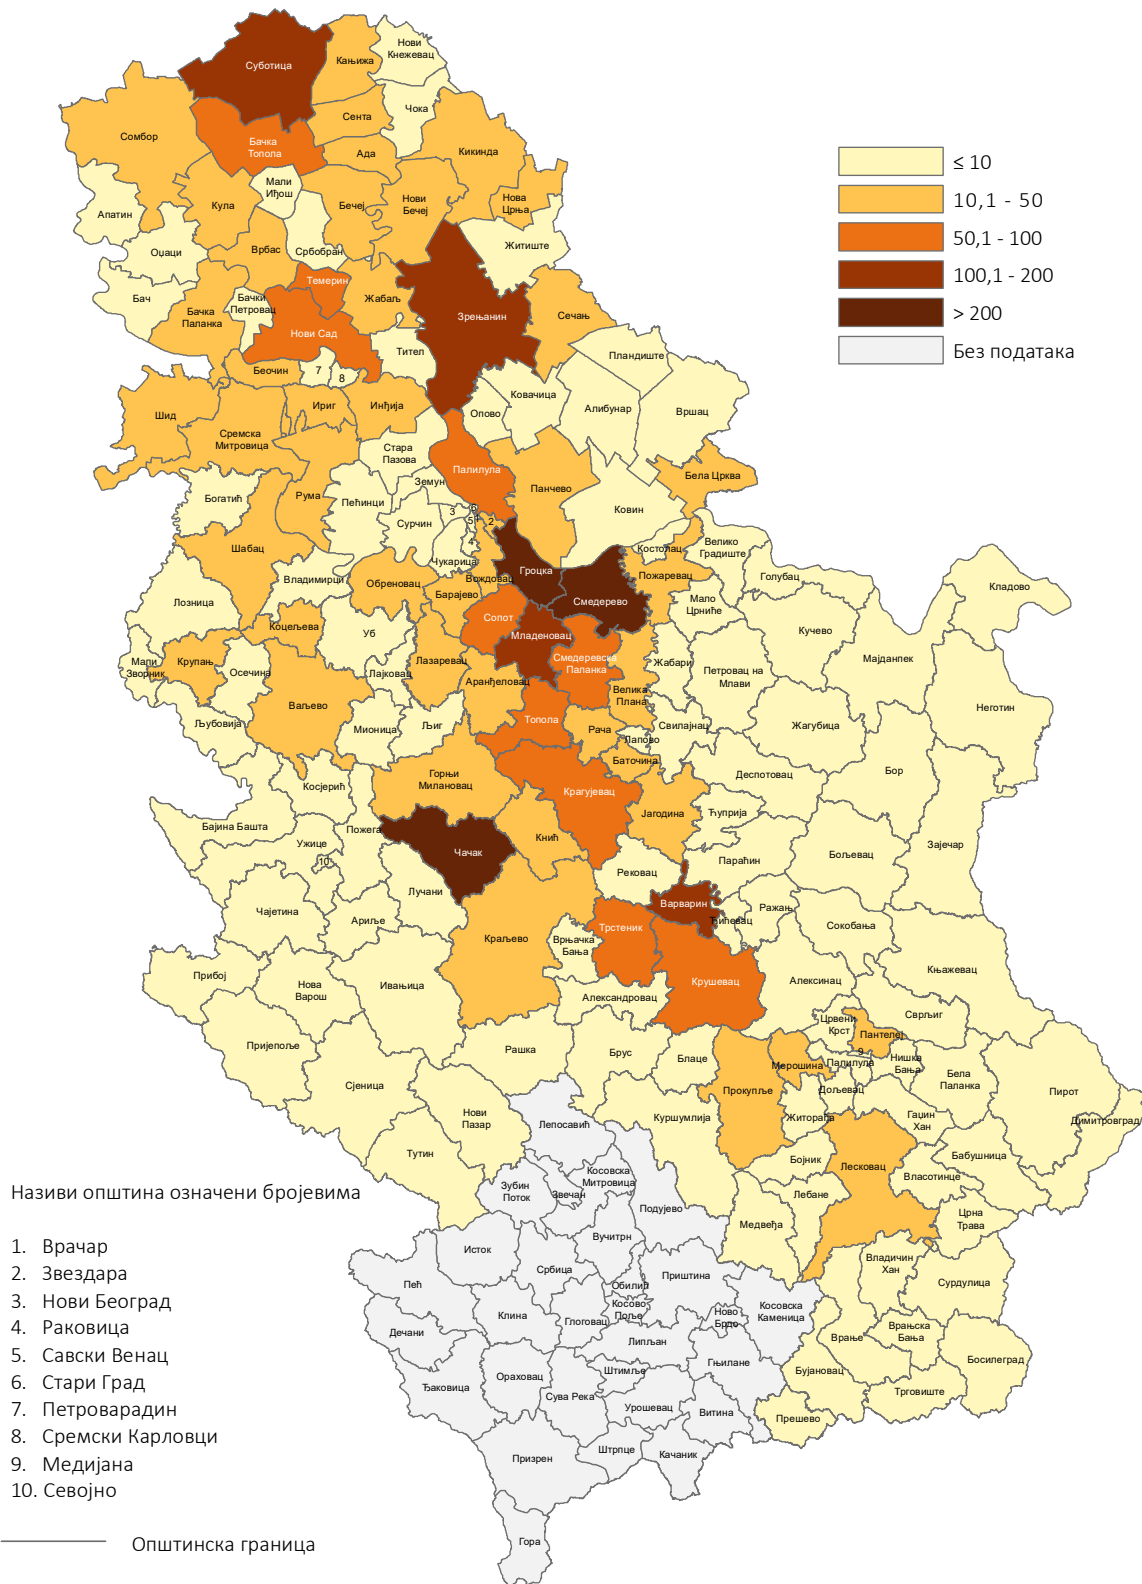 Нови
Кнежевац
Кањижа
Суботица
Чока
Сента
Сомбор
Бачка
Топола
Ада
Кикинда
Мали
Иђош
Апатин
Кула
Бечеј
Нови
Бечеј
Нова
Црња
Оџаци
Врбас
Србобран
Житиште
Темерин
Бач
Бачки
Петровац
Жабаљ
Бачка
Паланка
Зрењанин
Сечањ
Нови Сад
Тител
Пландиште
Беочин
7
8
Ириг
Инђија
Шид
Сремска
Митровица
Опово
Ковачица
Алибунар
Вршац
Стара
Пазова
Палилула
Земун
Панчево
Бела Црква
Богатић
Рума
Пећинци
Сурчин
3
6
5
1
2
4
Ковин
Шабац
Чукарица
Костолац
Велико
Градиште
Владимирци
Обреновац
Вождовац
Гроцка
Пожаревац
Голубац
Кладово
Лозница
Барајево
Смедерево
Мало
Црниће
Коцељева
Уб
Сопот
Младеновац
Кучево
Мали
Зворник
Крупањ
Осечина
Лајковац
Лазаревац
Смедеревска
Паланка
Жабари
Петровац на
Млави
Мајданпек
Аранђеловац
Велика
Плана
Љубовија
Ваљево
Мионица
Љиг
Топола
Рача
Лапово
Свилајнац
Жагубица
Неготин
Баточина
Косјерић
Горњи
Милановац
Крагујевац
Деспотовац
Бор
Јагодина
Ћуприја
Бајина Башта
Ужице
Пожега
10
Чачак
Кнић
Зајечар
Рековац
Параћин
Бољевац
Лучани
Чајетина
Ариље
Варварин
Ћићевац
Ражањ
Сокобања
Краљево
Врњачка
Бања
Трстеник
Прибој
Нова
Варош
Ивањица
Крушевац
Алексинац
Књажевац
Александровац
Пријепоље
Црвени
Крст
Сврљиг
Пантелеј
Рашка
Брус
Блаце
Мерошина
9
Палилула
Нишка
Бања
Бела
Паланка
Сјеница
Прокупље
Дољевац
Пирот
Нови
Пазар
Лепосавић
Куршумлија
Житорађа
Гаџин
Хан
Димитровград
Тутин
Бојник
Лесковац
Бабушница
Власотинце
Зубин
Поток
Звечан
Косовска
Митровица
Лебане
Подујево
Медвеђа
Црна
Трава
Исток
Вучитрн
Владичин
Хан
Србица
Приштина
Сурдулица
Пећ
Обилић
Клина
Косово
Поље
Глоговац
Ново
Брдо
Косовска
Каменица
Врање
Врањска
Бања
Дечани
Липљан
Гњилане
Босилеград
Штимље
Бујановац
Ђаковица
Ораховац
Сува Река
Урошевац
Витина
Трговиште
Прешево
Призрен
Штрпце
Качаник
Гора
≤ 10
10,1 - 50
50,1 - 100
100,1 - 200
> 200
Без података
Називи општина означени бројевима
1. Врачар
2. Звездара
3. Нови Београд
4. Раковица
5. Савски Венац
6. Стари Град
7. Петроварадин
8. Сремски Карловци
9. Медијана
10. Севојно
Општинска граница